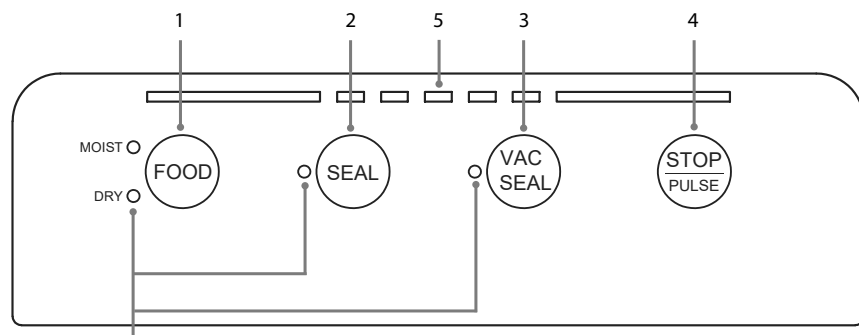 1 2 5 3 4
MOIST
FOOD
DRY
SEAL
VAC
SEAL
STOP
PULSE